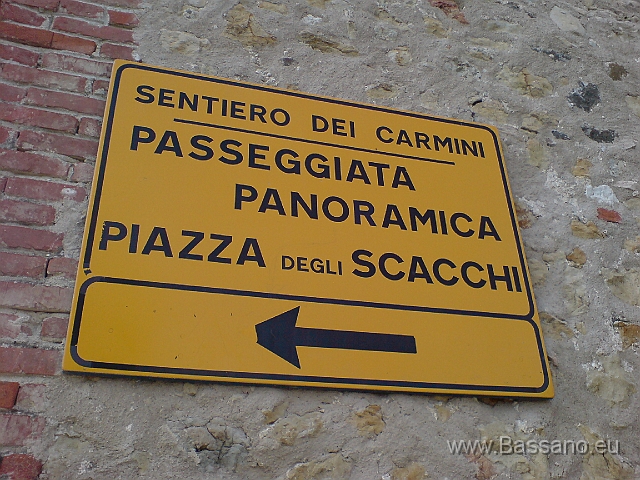 SENTIERO DEI CARMINI
PASSEGGIATA
PANORAMICA
PIAZZA DEGLI SCACCHI
www.Bassano.eu